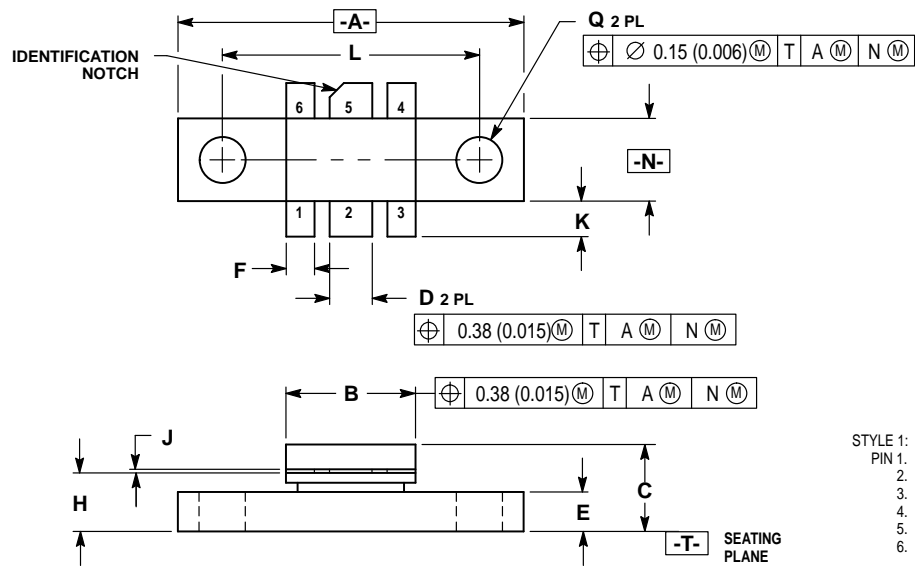 -A-
Q 2 PL
L
⌖ ∅ 0.15 (0.006) Ⓜ T A Ⓜ N Ⓜ
IDENTIFICATION
NOTCH
6
5
4
-N-
1
2
3
K
F
D 2 PL
⌖ 0.38 (0.015) Ⓜ T A Ⓜ N Ⓜ
B
⌖ 0.38 (0.015) Ⓜ T A Ⓜ N Ⓜ
J
H
E
C
-T-
SEATING
PLANE
STYLE 1:
PIN 1.
2.
3.
4.
5.
6.